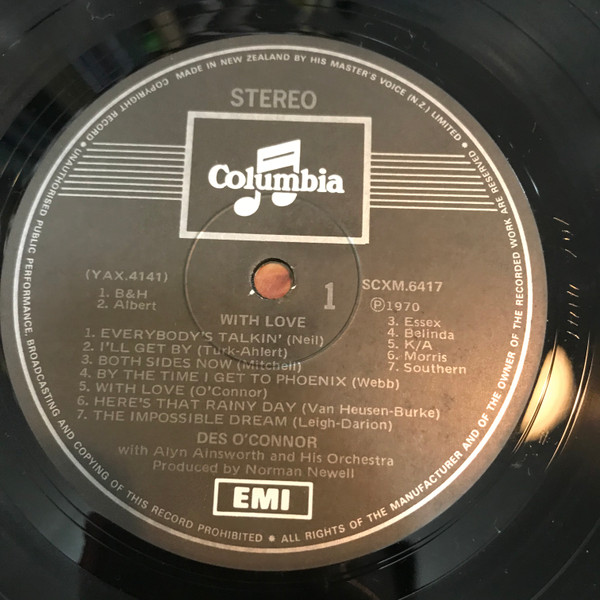 COPYRIGHT RECORD • MADE IN NEW ZEALAND BY HIS MASTER'S VOICE (N.Z.) LIMITED •
STEREO
Columbia
(YAX.4141)
1. B&H
2. Albert
1
SCXM.6417
Ⓟ1970
3. Essex
4. Belinda
5. K/A
6. Morris
7. Southern
WITH LOVE
1. EVERYBODY'S TALKIN' (Neil)
2. I'LL GET BY (Turk-Ahlert)
3. BOTH SIDES NOW (Mitchell)
4. BY THE TIME I GET TO PHOENIX (Webb)
5. WITH LOVE (O'Connor)
6. HERE'S THAT RAINY DAY (Van Heusen-Burke)
7. THE IMPOSSIBLE DREAM (Leigh-Darion)
DES O'CONNOR
with Alyn Ainsworth and His Orchestra
Produced by Norman Newell
EMI
UNAUTHORISED PUBLIC PERFORMANCE, BROADCASTING AND COPYING OF THIS RECORD PROHIBITED • ALL RIGHTS OF THE MANUFACTURER AND OF THE OWNER OF THE RECORDED WORK ARE RESERVED •